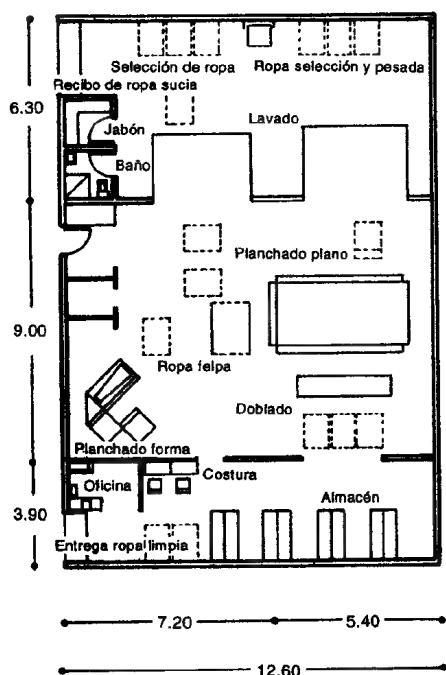 Selección de ropa
Ropa selección y pesada
Recibo de ropa sucia
6.30
Jabón
Lavado
Baño
Planchado plano
9.00
Ropa felpa
Doblado
Planchado forma
Costura
Oficina
Almacén
3.90
Entrega ropa limpia
7.20
5.40
12.60